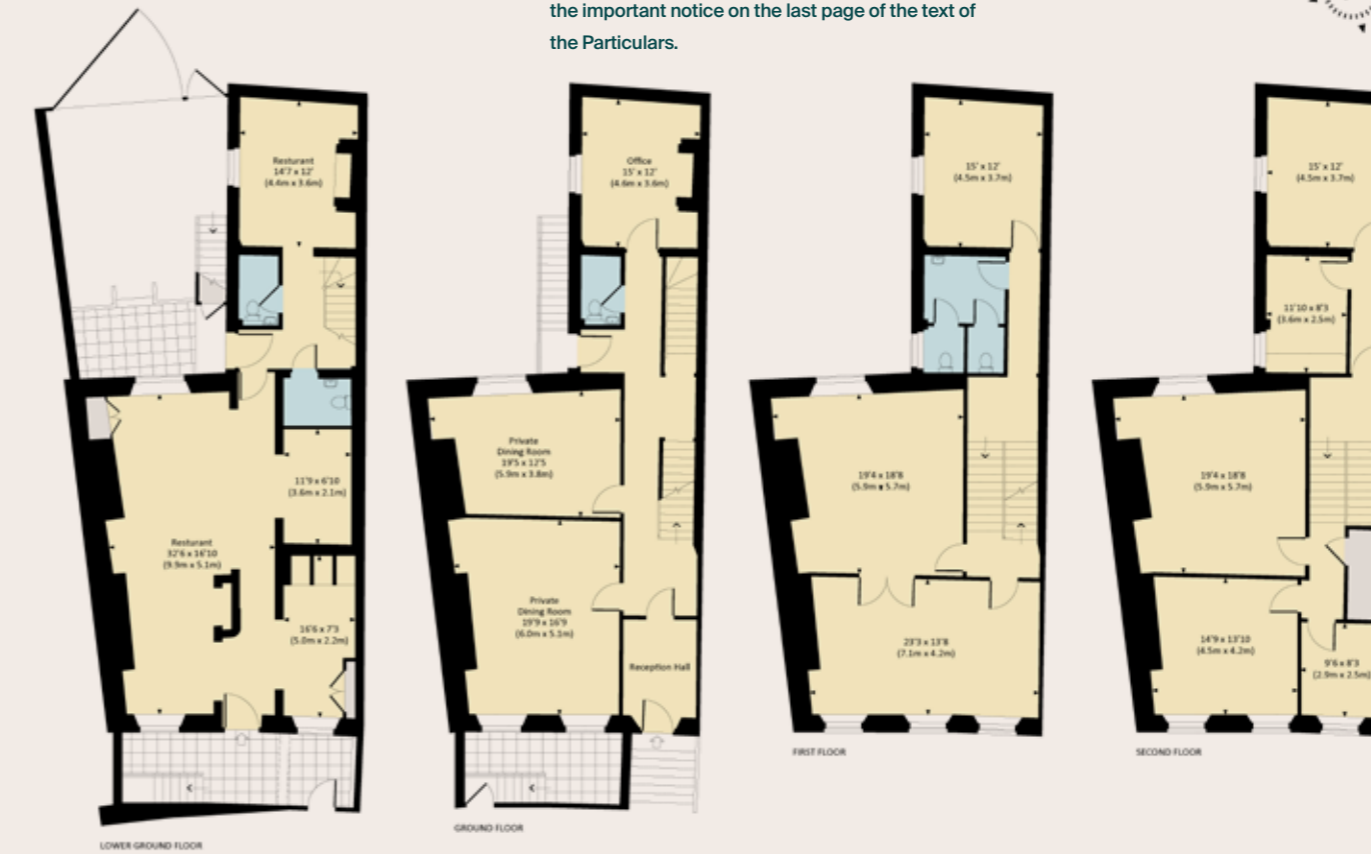 the important notice on the last page of the text of
the Particulars.
Resturant
14'7 x 12'
(4.4m x 3.6m)
11'9 x 6'10
(3.6m x 2.1m)
Resturant
32'6 x 16'10
(9.9m x 5.1m)
16'6 x 7'3
(5.0m x 2.2m)
LOWER GROUND FLOOR
Office
15' x 12'
(4.6m x 3.6m)
Private
Dining Room
19'5 x 12'5
(5.9m x 3.8m)
Private
Dining Room
19'9 x 16'9
(6.0m x 5.1m)
Reception Hall
GROUND FLOOR
15' x 12'
(4.5m x 3.7m)
19'4 x 18'8
(5.9m x 5.7m)
23'3 x 13'8
(7.1m x 4.2m)
FIRST FLOOR
15' x 12'
(4.5m x 3.7m)
11'10 x 8'3
(3.6m x 2.5m)
19'4 x 18'8
(5.9m x 5.7m)
14'9 x 13'10
(4.5m x 4.2m)
9'6 x 8'3
(2.9m x 2.5m)
SECOND FLOOR